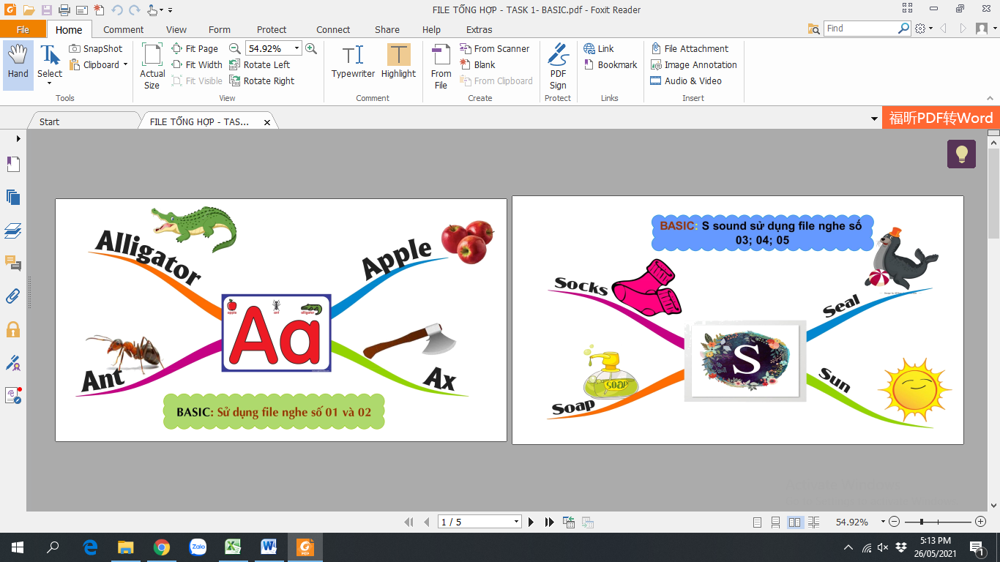 FILE TỔNG HỢP - TASK 1- BASIC.pdf - Foxit Reader
File
Home
Comment
View
Form
Protect
Connect
Share
Help
Extras
Find
Hand
Select
SnapShot
Clipboard
Tools
Actual
Size
Fit Page
Fit Width
Fit Visible
54.92%
Rotate Left
Rotate Right
View
Typewriter
Highlight
Comment
From
File
From Scanner
Blank
From Clipboard
Create
PDF
Sign
Protect
Link
Bookmark
Links
File Attachment
Image Annotation
Audio & Video
Insert
Start
FILE TỔNG HỢP - TAS...
福昕PDF转Word
Alligator
Apple
apple
ant
alligator
Aa
Ant
Ax
BASIC: Sử dụng file nghe số 01 và 02
BASIC: S sound sử dụng file nghe số
03; 04; 05
Socks
Seal
S
SOAP
Soap
Sun
1 / 5
54.92%
Zalo
PDF
5:13 PM
26/05/2021
1